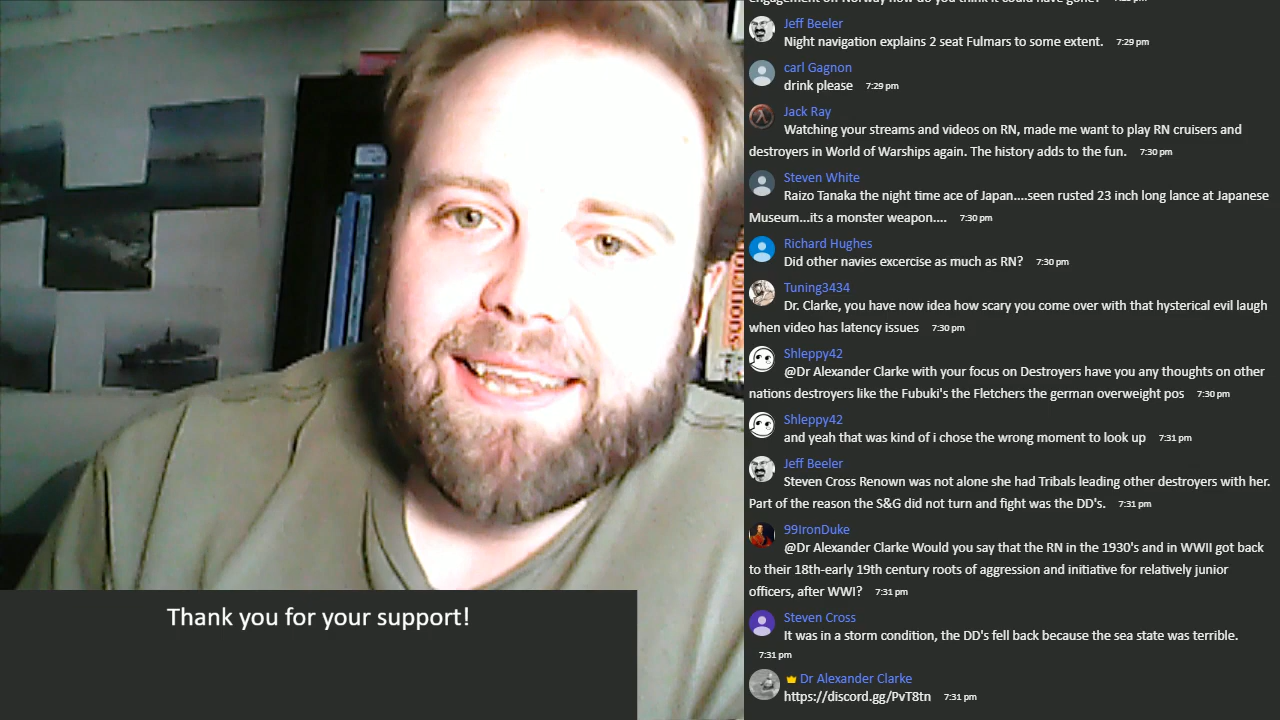 Thank you for your support!
Jeff Beeler
Night navigation explains 2 seat Fulmars to some extent. 7:29 pm
carl Gagnon
drink please 7:29 pm
Jack Ray
Watching your streams and videos on RN, made me want to play RN cruisers and
destroyers in World of Warships again. The history adds to the fun. 7:30 pm
Steven White
Raizo Tanaka the night time ace of Japan....seen rusted 23 inch long lance at Japanese
Museum...its a monster weapon.... 7:30 pm
Richard Hughes
Did other navies excercise as much as RN? 7:30 pm
Tuning3434
Dr. Clarke, you have now idea how scary you come over with that hysterical evil laugh
when video has latency issues 7:30 pm
Shleppy42
@Dr Alexander Clarke with your focus on Destroyers have you any thoughts on other
nations destroyers like the Fubuki's the Fletchers the german overweight pos 7:30 pm
Shleppy42
and yeah that was kind of i chose the wrong moment to look up 7:31 pm
Jeff Beeler
Steven Cross Renown was not alone she had Tribals leading other destroyers with her.
Part of the reason the S&G did not turn and fight was the DD's. 7:31 pm
99IronDuke
@Dr Alexander Clarke Would you say that the RN in the 1930's and in WWII got back
to their 18th-early 19th century roots of aggression and initiative for relatively junior
officers, after WWI? 7:31 pm
Steven Cross
It was in a storm condition, the DD's fell back because the sea state was terrible.
7:31 pm
Dr Alexander Clarke
https://discord.gg/PvT8tn 7:31 pm